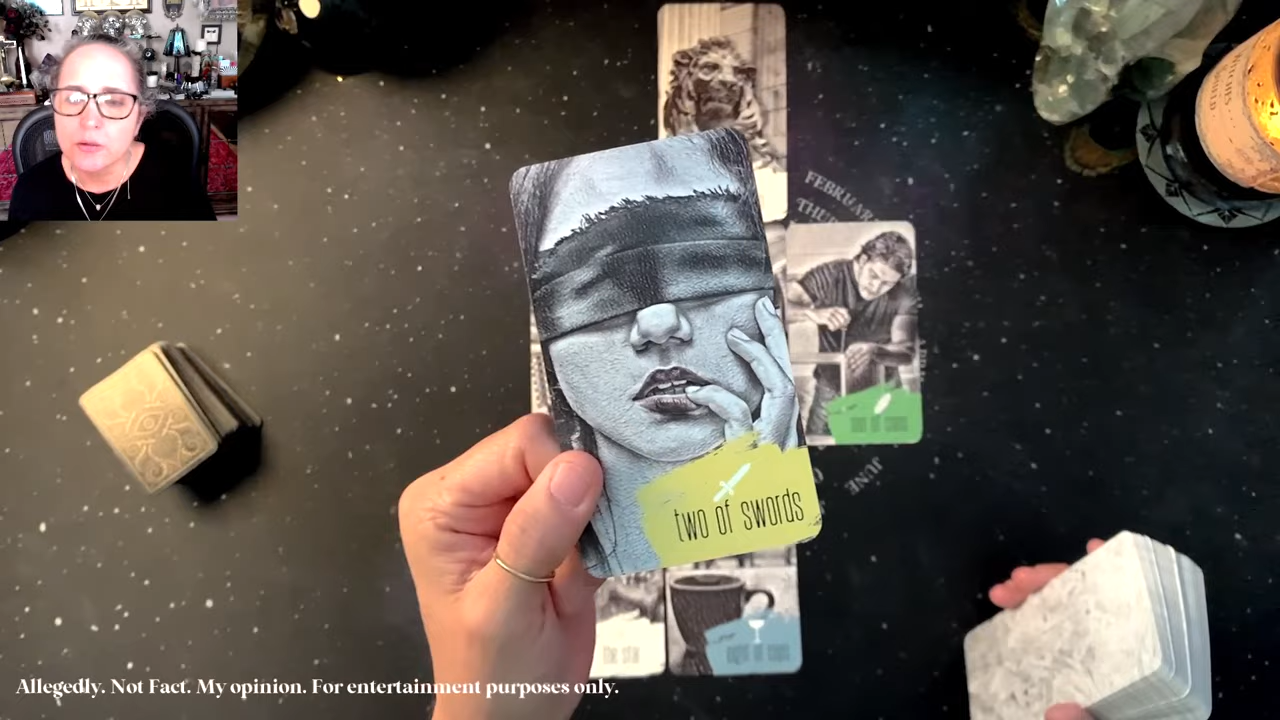 FEBRUAR
THU
two of swords
JUNE
the star
eight of cups
Allegedly. Not Fact. My opinion. For entertainment purposes only.